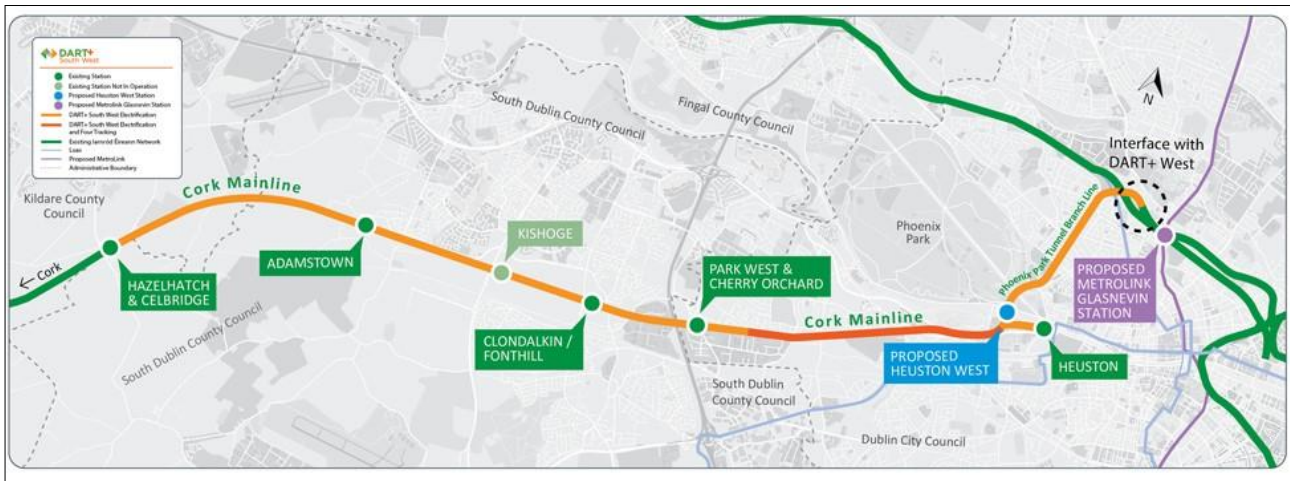 DART+
South West
Existing Station
Existing Station Not In Operation
Proposed Heuston West Station
Proposed Metrolink Glasnevin Station
DART+ South West Electrification
DART+ South West Electrification
and Four Tracking
Existing Iarnród Éireann Network
Luas
Proposed MetroLink
Administrative Boundary
South Dublin County Council
Fingal County Council
N
Interface with
DART+ West
Kildare County
Council
Cork Mainline
Phoenix
Park
Phoenix Park Tunnel Branch Line
KISHOGE
ADAMSTOWN
← Cork
HAZELHATCH
& CELBRIDGE
PARK WEST &
CHERRY ORCHARD
PROPOSED
METROLINK
GLASNEVIN
STATION
South Dublin County Council
Cork Mainline
CLONDALKIN /
FONTHILL
PROPOSED
HEUSTON WEST
HEUSTON
South Dublin
County Council
Dublin City Council